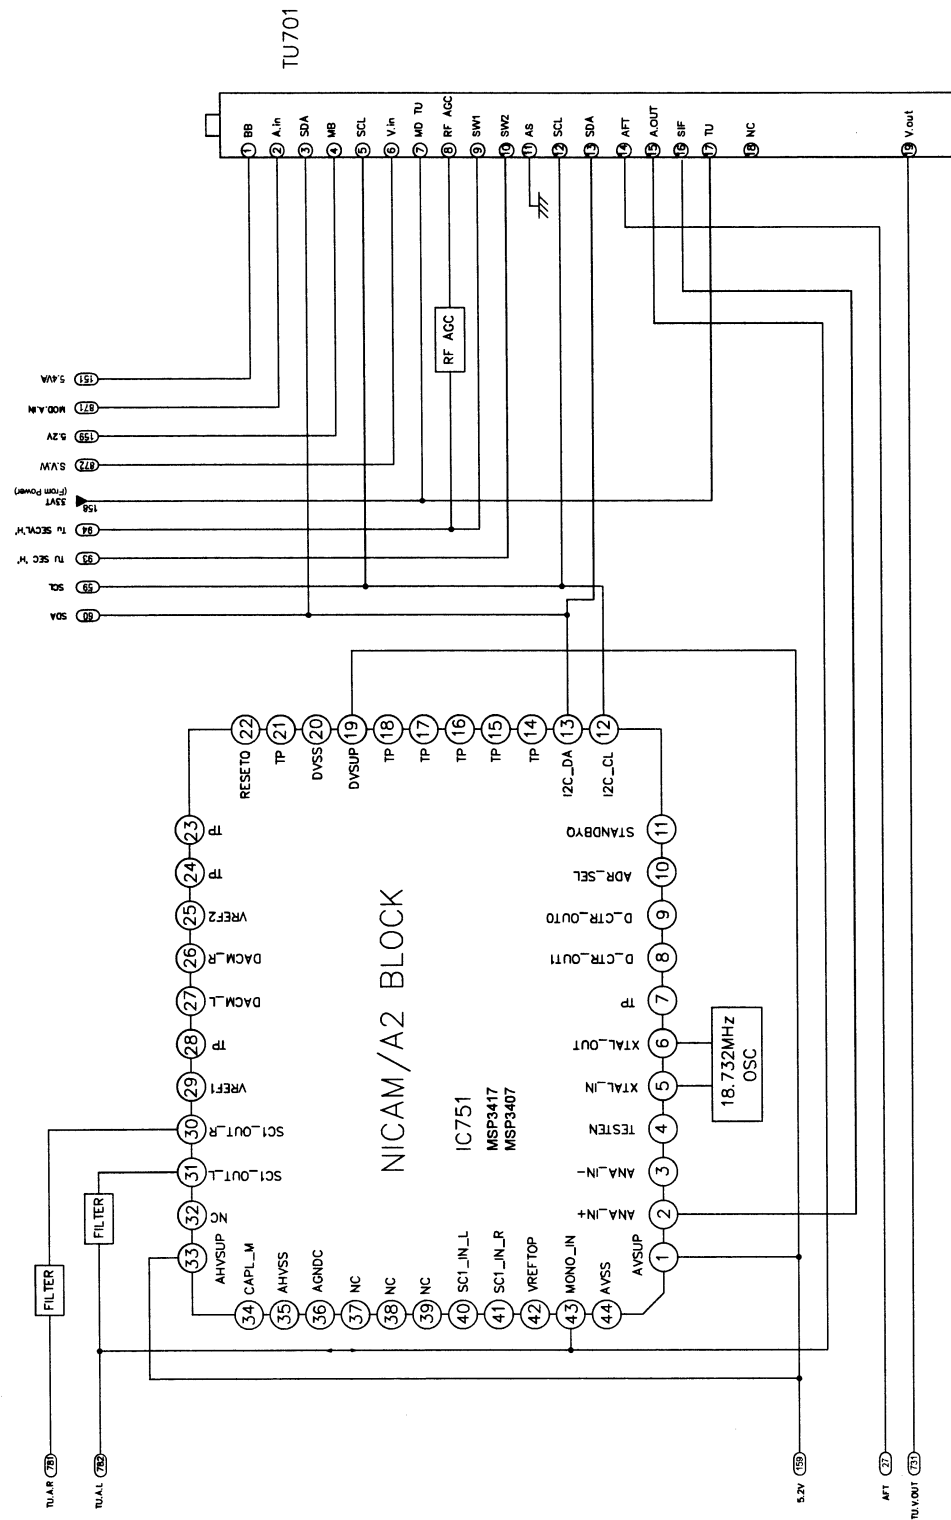 TU701
1 BB
2 A.in
3 SDA
4 MB
5 SCL
6 V.in
7 MD TU
8 RF AGC
9 SW1
10 SW2
11 AS
12 SCL
13 SDA
14 AFT
15 A.OUT
16 SIF
17 TU
18 NC
19 V.out
RF AGC
5.4VA 151
MOD.A.IN 871
5.2V 159
S.V.W 872
33VT
(From Power)
158
Tu SECVL'H' 94
TU SEC 'H' 93
SCL 59
SDA 60
22 RESETQ
21 TP
20 DVSS
19 DVSUP
18 TP
17 TP
16 TP
15 TP
14 TP
13 I2C_DA
12 I2C_CL
23 TP
24 TP
25 VREF2
26 DACM_R
27 DACM_L
28 TP
29 VREF1
30 SC1_OUT_R
31 SC1_OUT_L
32 NC
33 AHVSUP
11 STANDBYQ
10 ADR_SEL
9 D_CTR_OUT0
8 D_CTR_OUT1
7 TP
6 XTAL_OUT
5 XTAL_IN
4 TESTEN
3 ANA_IN-
2 ANA_IN+
1 AVSUP
NICAM/A2 BLOCK
IC751
MSP3417
MSP3407
18.732MHz
OSC
34 CAPL_M
35 AHVSS
36 AGNDC
37 NC
38 NC
39 NC
40 SC1_IN_L
41 SC1_IN_R
42 VREFTOP
43 MONO_IN
44 AVSS
FILTER
FILTER
TU.A.R 781
TU.A.L 782
5.2V 159
AFT 27
TU.V.OUT 731